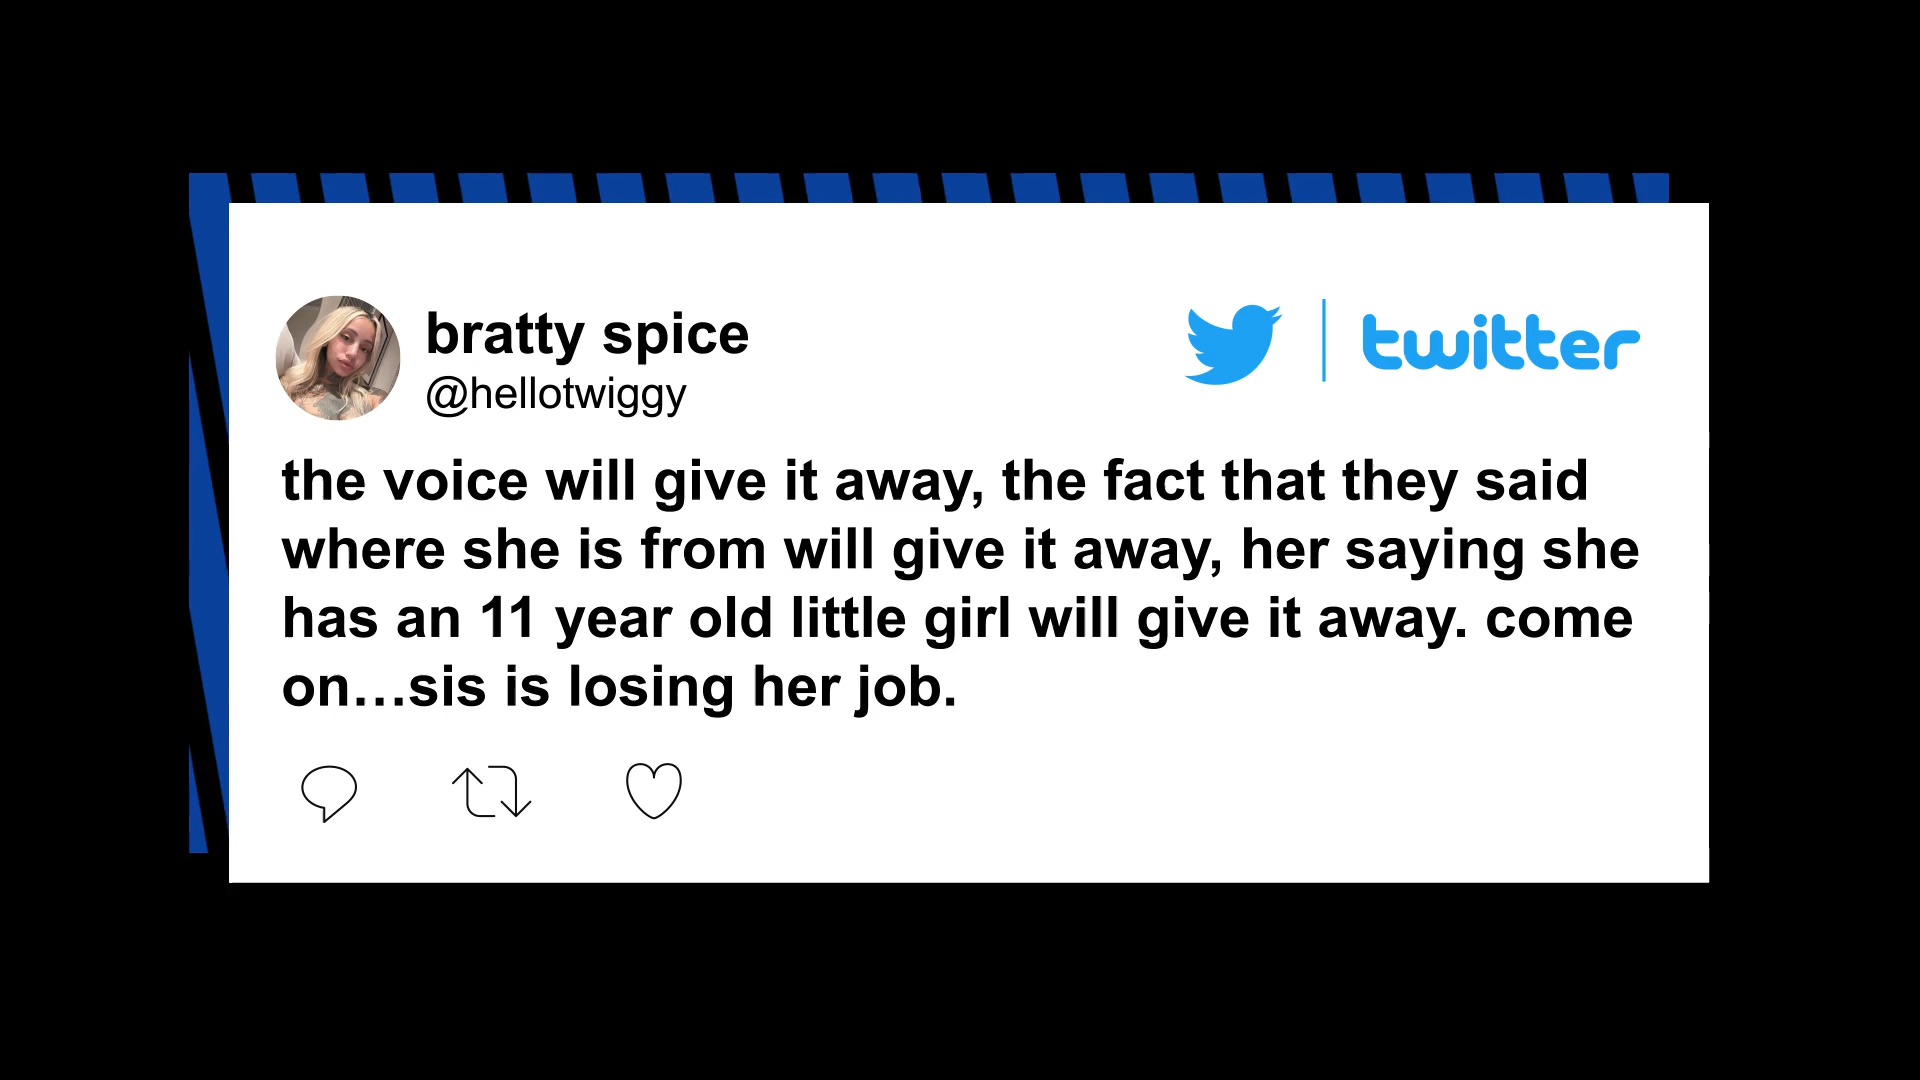 bratty spice
@hellotwiggy
twitter
the voice will give it away, the fact that they said
where she is from will give it away, her saying she
has an 11 year old little girl will give it away. come
on…sis is losing her job.